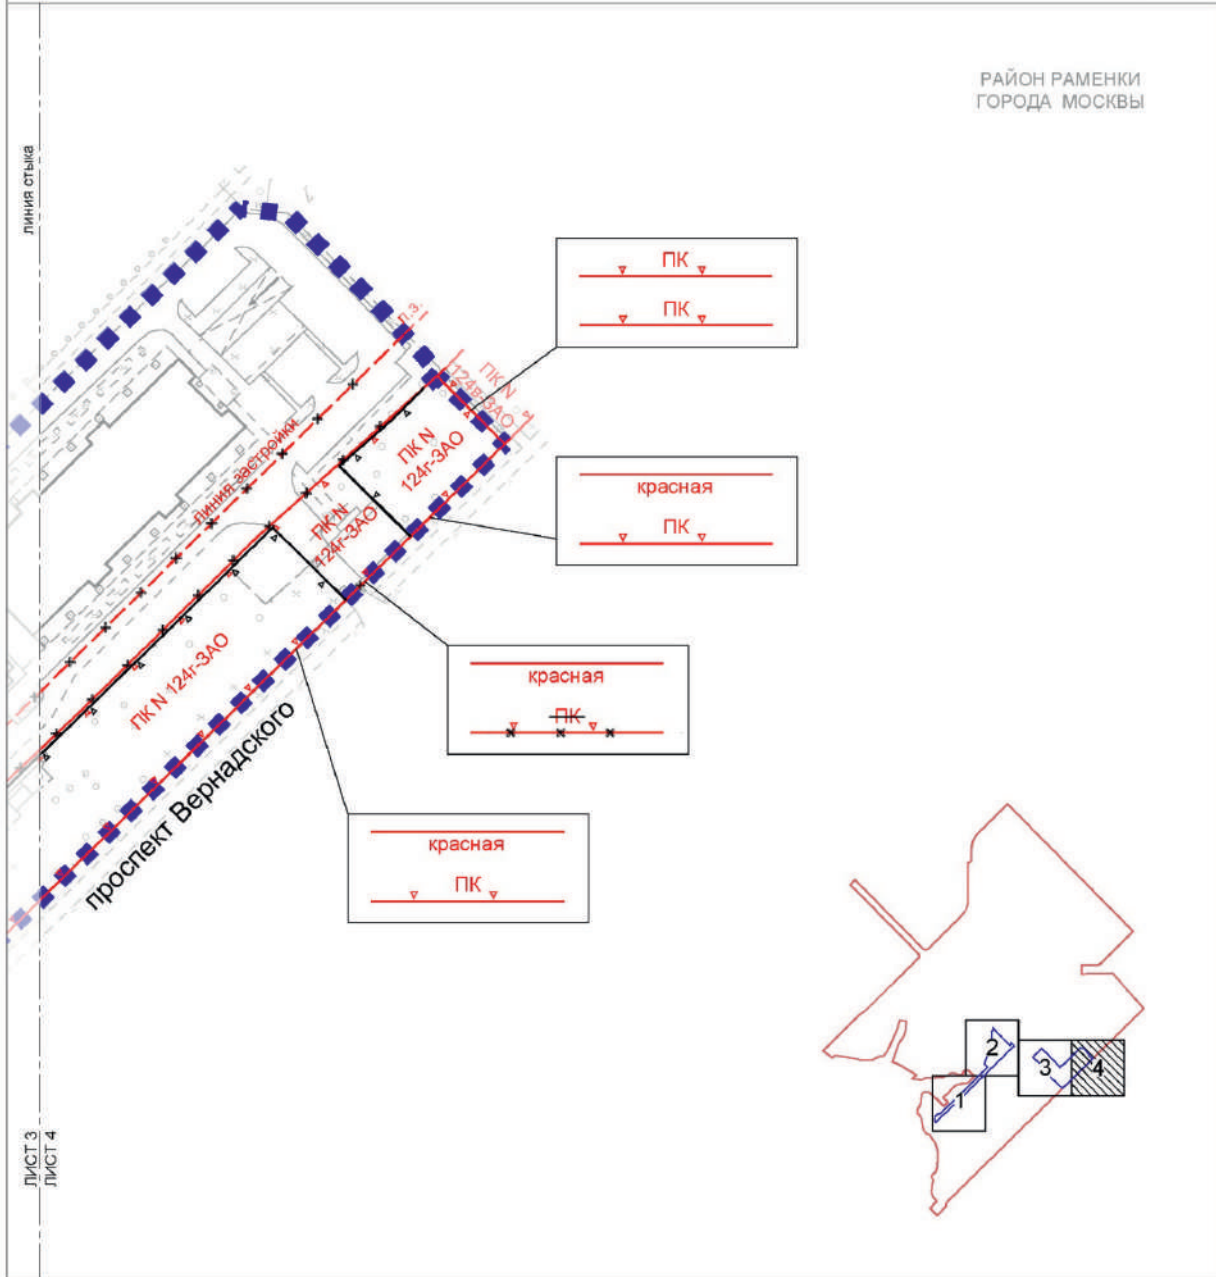 РАЙОН РАМЕНКИ
ГОРОДА МОСКВЫ
линия стыка
ПК
ПК
л.з.
ПК N
124в-ЗАО
ПК N
124г-ЗАО
линия застройки
красная
ПК
ПК N
124г-ЗАО
ПК N 124г-ЗАО
красная
ПК
проспект Вернадского
красная
ПК
2
3
4
1
ЛИСТ 3
ЛИСТ 4